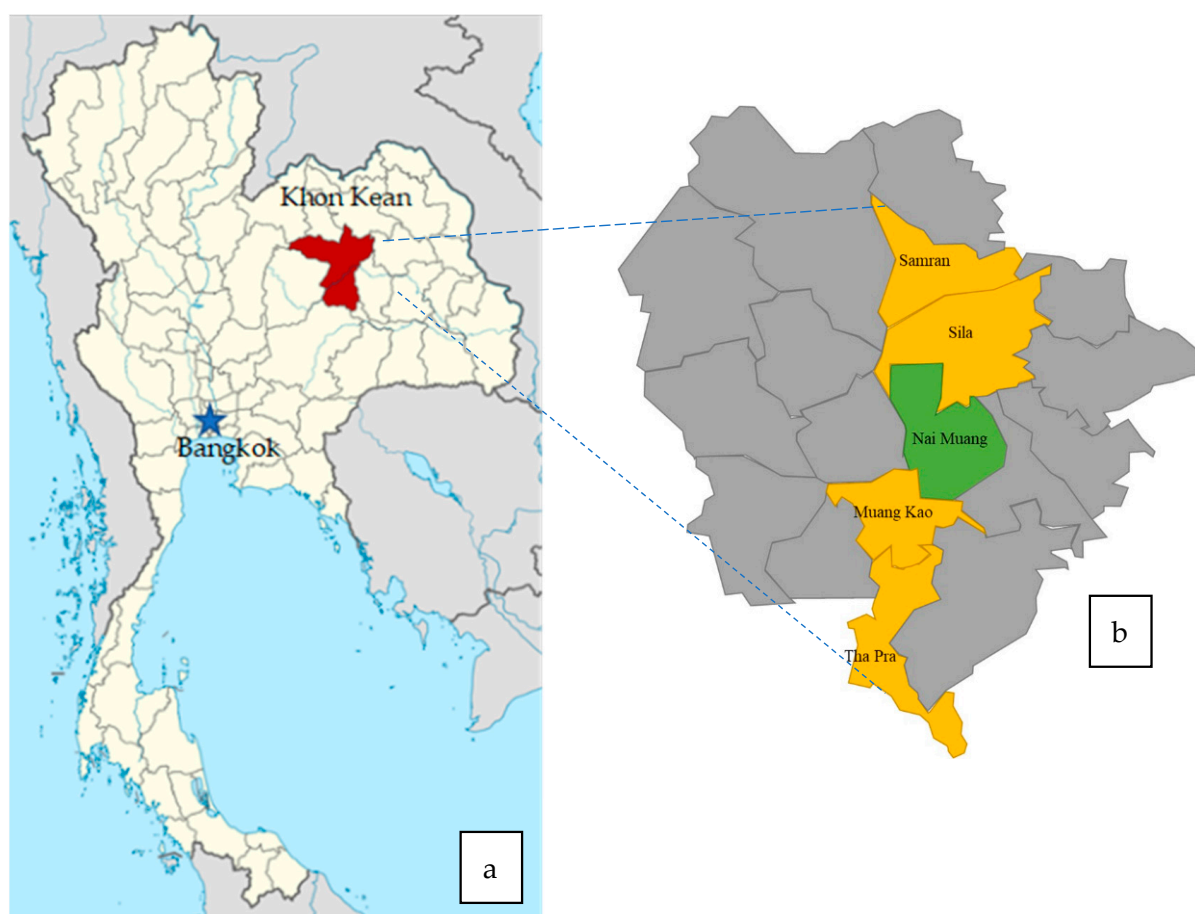 Khon Kean
Bangkok
a
Samran
Sila
Nai Muang
Muang Kao
Tha Pra
b